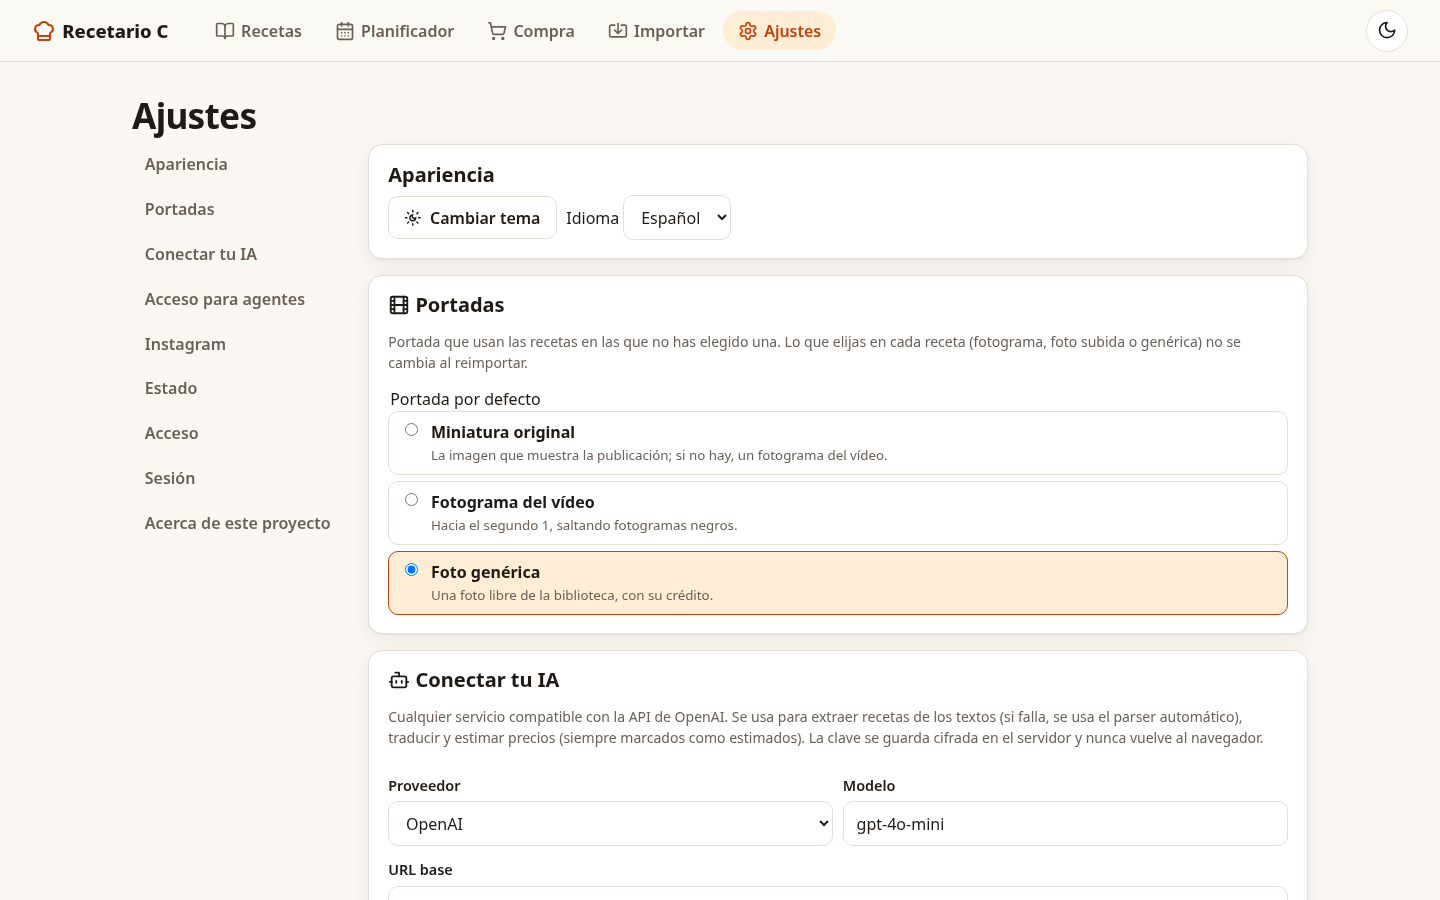 Recetario C
Recetas
Planificador
Compra
Importar
Ajustes
Ajustes
Apariencia
Portadas
Conectar tu IA
Acceso para agentes
Instagram
Estado
Acceso
Sesión
Acerca de este proyecto
Apariencia
Cambiar tema
Idioma
Español
Portadas
Portada que usan las recetas en las que no has elegido una. Lo que elijas en cada receta (fotograma, foto subida o genérica) no se
cambia al reimportar.
Portada por defecto
Miniatura original
La imagen que muestra la publicación; si no hay, un fotograma del vídeo.
Fotograma del vídeo
Hacia el segundo 1, saltando fotogramas negros.
Foto genérica
Una foto libre de la biblioteca, con su crédito.
Conectar tu IA
Cualquier servicio compatible con la API de OpenAI. Se usa para extraer recetas de los textos (si falla, se usa el parser automático),
traducir y estimar precios (siempre marcados como estimados). La clave se guarda cifrada en el servidor y nunca vuelve al navegador.
Proveedor
Modelo
OpenAI
gpt-4o-mini
URL base